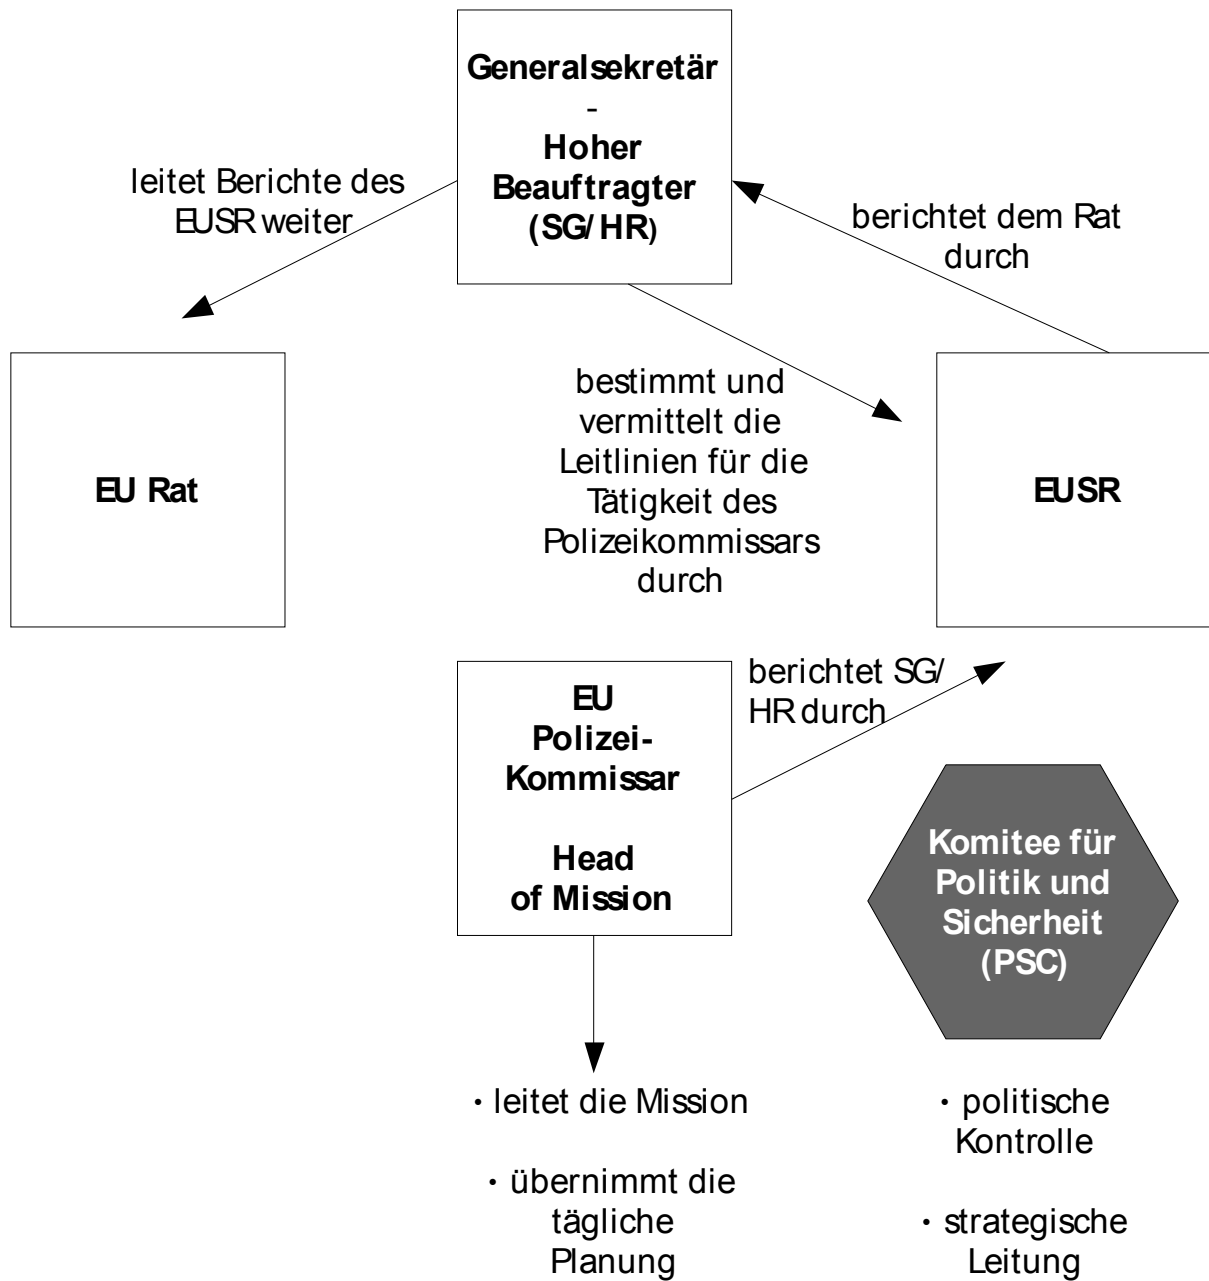 Generalsekretär
-
Hoher
Beauftragter
(SG/HR)
leitet Berichte des
EUSR weiter
berichtet dem Rat
durch
bestimmt und
vermittelt die
Leitlinien für die
Tätigkeit des
Polizeikommissars
durch
EU Rat
EUSR
berichtet SG/
HR durch
EU
Polizei-
Kommissar
Head
of Mission
Komitee für
Politik und
Sicherheit
(PSC)
· leitet die Mission
· übernimmt die
tägliche
Planung
· politische
Kontrolle
· strategische
Leitung